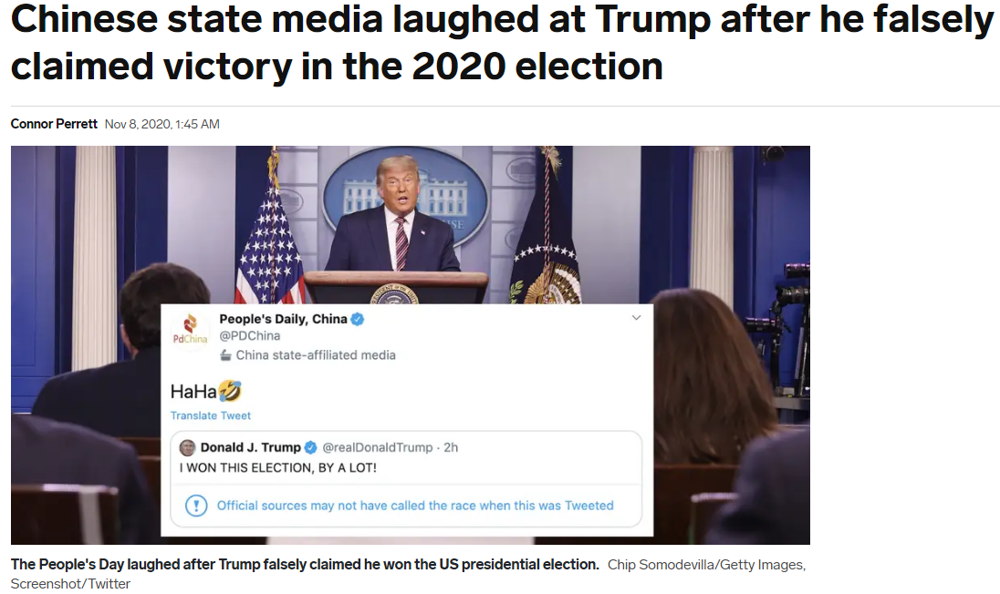 Chinese state media laughed at Trump after he falsely
claimed victory in the 2020 election
Connor Perrett Nov 8, 2020, 1:45 AM
SE
PdChina
People's Daily, China
@PDChina
China state-affiliated media
HaHa🤣
Translate Tweet
Donald J. Trump @realDonaldTrump · 2h
I WON THIS ELECTION, BY A LOT!
Official sources may not have called the race when this was Tweeted
The People's Day laughed after Trump falsely claimed he won the US presidential election. Chip Somodevilla/Getty Images,
Screenshot/Twitter